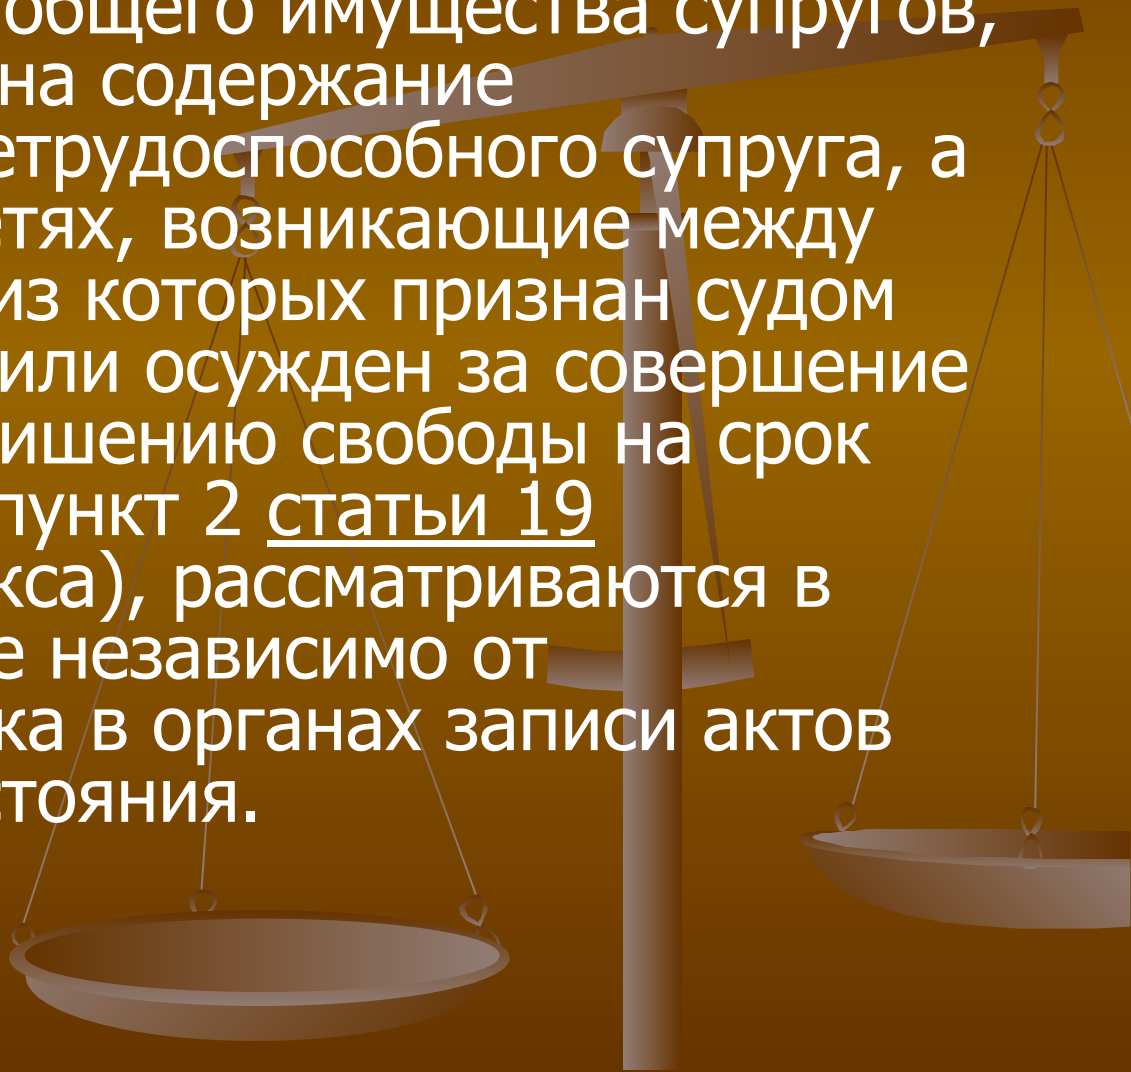 общего имущества супругов,
на содержание
етрудоспособного супруга, а
етях, возникающие между
из которых признан судом
или осужден за совершение
ишению свободы на срок
пункт 2 статьи 19
кса), рассматриваются в
е независимо от
ка в органах записи актов
стояния.